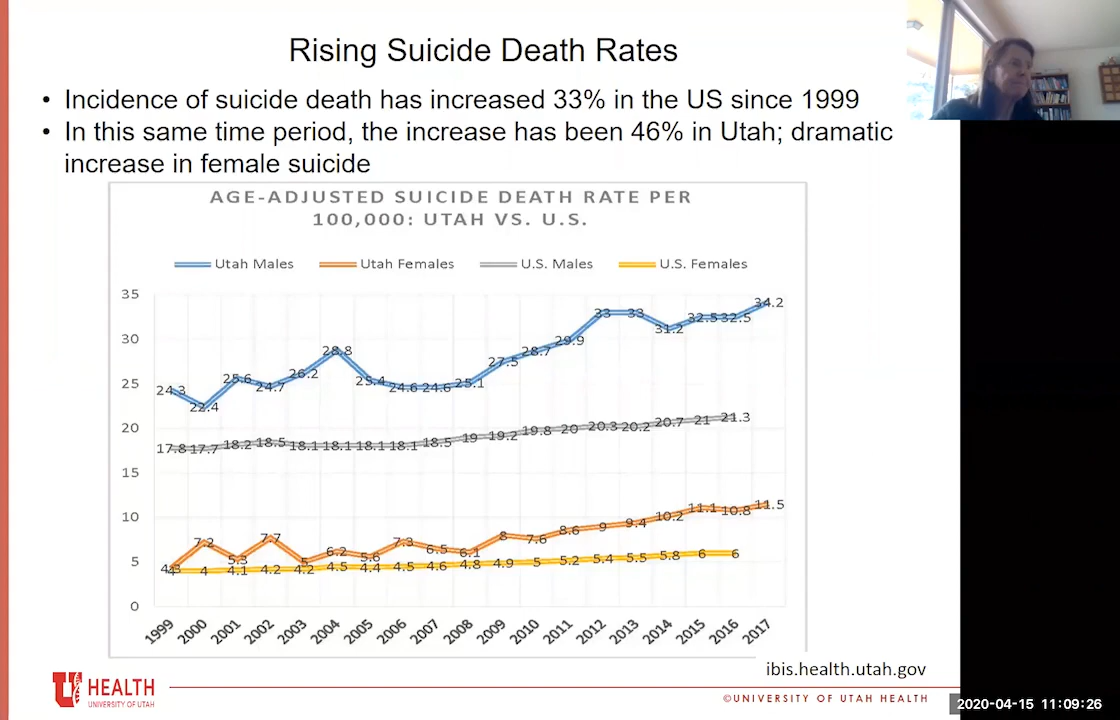 Rising Suicide Death Rates
• Incidence of suicide death has increased 33% in the US since 1999
• In this same time period, the increase has been 46% in Utah; dramatic
increase in female suicide
AGE-ADJUSTED SUICIDE DEATH RATE PER
100,000: UTAH VS. U.S.
Utah Males Utah Females U.S. Males U.S. Females
35
30
25
20
15
10
5
0
24.3 22.4 25.6 24.7 26.2 28.8 25.4 24.6 24.6 25.1 27.5 28.7 29.9 33 33 31.2 32.5 32.5 34.2
17.8 17.7 18.2 18.5 18.1 18.1 18.1 18.1 18.5 19 19.2 19.8 20 20.3 20.2 20.7 21 21.3
7.2 5.3 7.7 5 6.2 5.6 7.3 6.5 6.1 8 7.6 8.6 9 9.4 10.2 11.1 10.8 11.5
4 4.1 4.2 4.2 4.5 4.4 4.5 4.6 4.8 4.9 5 5.2 5.4 5.5 5.8 6 6
1999 2000 2001 2002 2003 2004 2005 2006 2007 2008 2009 2010 2011 2012 2013 2014 2015 2016 2017
ibis.health.utah.gov
HEALTH
UNIVERSITY OF UTAH
©UNIVERSITY OF UTAH HEALTH
2020-04-15 11:09:26